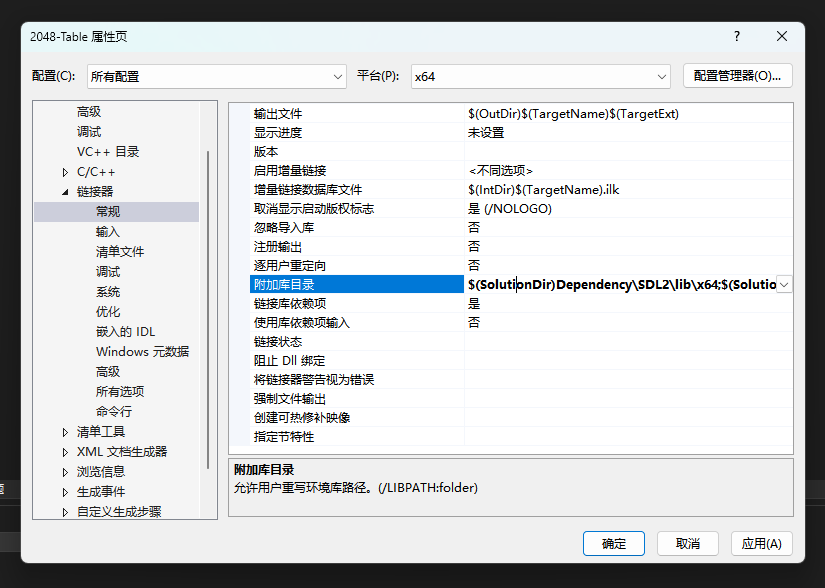 2048-Table 属性页
配置(C): 所有配置 平台(P): x64 配置管理器(O)...
高级
调试
VC++ 目录
C/C++
链接器
常规
输入
清单文件
调试
系统
优化
嵌入的 IDL
Windows 元数据
高级
所有选项
命令行
清单工具
XML 文档生成器
浏览信息
生成事件
自定义生成步骤
输出文件 $(OutDir)$(TargetName)$(TargetExt)
显示进度 未设置
版本
启用增量链接 <不同选项>
增量链接数据库文件 $(IntDir)$(TargetName).ilk
取消显示启动版权标志 是 (/NOLOGO)
忽略导入库 否
注册输出 否
逐用户重定向 否
附加库目录 $(SolutionDir)Dependency\SDL2\lib\x64;$(Solutio
链接库依赖项 是
使用库依赖项输入 否
链接状态
阻止 Dll 绑定
将链接器警告视为错误
强制文件输出
创建可热修补映像
指定节特性
附加库目录
允许用户重写环境库路径。(/LIBPATH:folder)
确定 取消 应用(A)